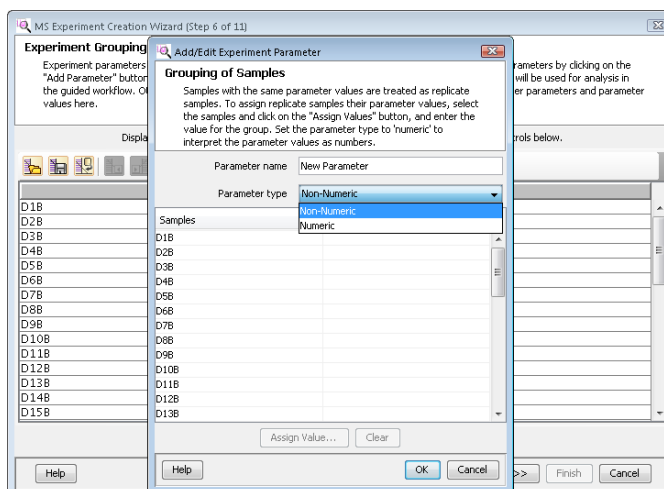 MS Experiment Creation Wizard (Step 6 of 11)
Experiment Grouping
Experiment parameters
"Add Parameter" button
the guided workflow.
values here.
rameters by clicking on the
will be used for analysis in
er parameters and parameter
Displa
trols below.
D1B
D2B
D3B
D4B
D5B
D6B
D7B
D8B
D9B
D10B
D11B
D12B
D13B
D14B
D15B
Help
>>
Finish
Cancel
Add/Edit Experiment Parameter
Grouping of Samples
Samples with the same parameter values are treated as replicate
samples. To assign replicate samples their parameter values, select
the samples and click on the "Assign Values" button, and enter the
value for the group. Set the parameter type to 'numeric' to
interpret the parameter values as numbers.
Parameter name New Parameter
Parameter type Non-Numeric
Non-Numeric
Numeric
Samples
D1B
D2B
D3B
D4B
D5B
D6B
D7B
D8B
D9B
D10B
D11B
D12B
D13B
Assign Value... Clear
Help OK Cancel